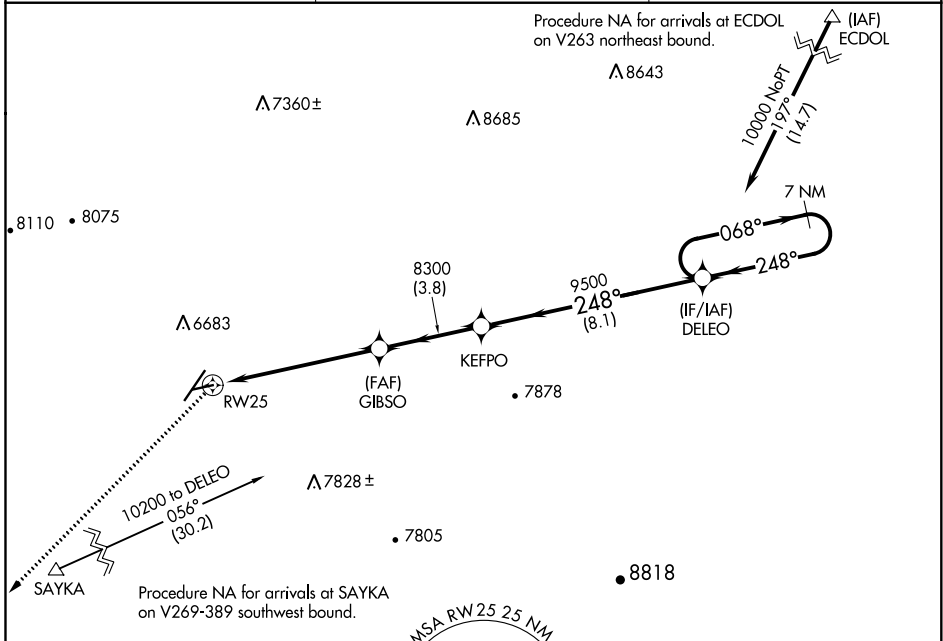 Procedure NA for arrivals at ECDOL
on V263 northeast bound.
(IAF)
ECDOL
8643
7360±
8685
10000 NoPT
197°
(14.7)
7 NM
8110
8075
068°
248°
8300
(3.8)
9500
248°
(8.1)
(IF/IAF)
DELEO
6683
KEFPO
(FAF)
GIBSO
RW25
7878
7828±
10200 to DELEO
056°
(30.2)
7805
SAYKA
8818
Procedure NA for arrivals at SAYKA
on V269-389 southwest bound.
MSA RW25 25 NM